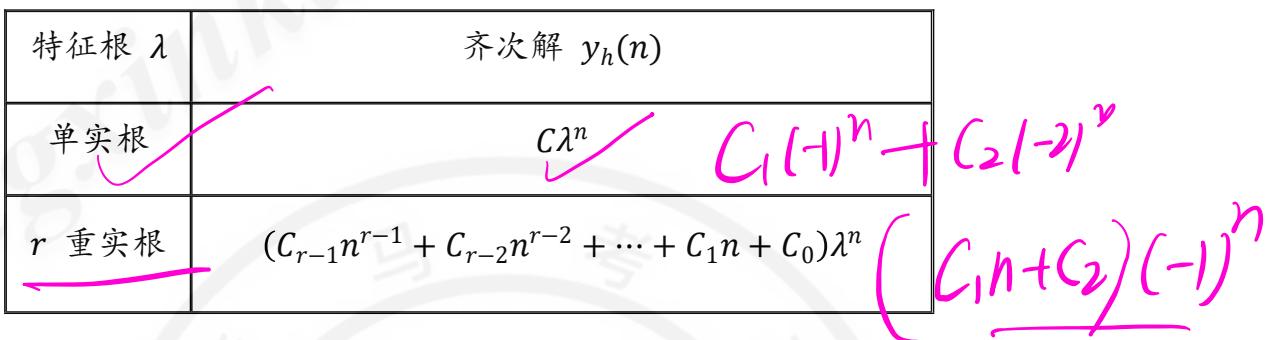 特征根 λ 齐次解 y_h(n)
单实根 Cλ^n C_1(-1)^n + C_2(-2)^n
r 重实根 (C_{r-1}n^{r-1} + C_{r-2}n^{r-2} + ⋯ + C_1n + C_0)λ^n (C_1n+C_2)(-1)^n